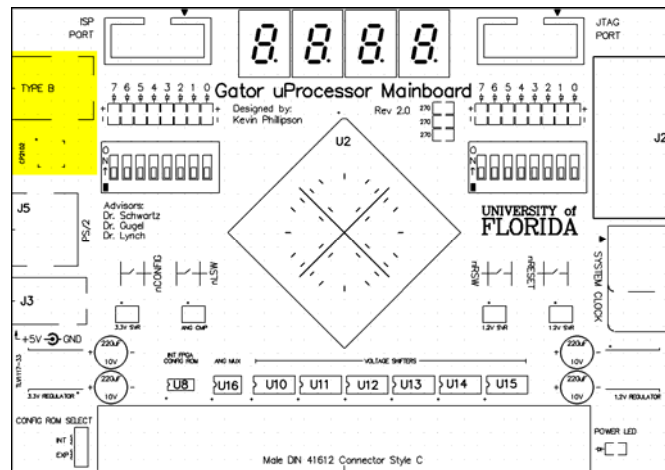 ISP
PORT
8.8.8.8.
JTAG
PORT
TYPE B
7 6 5 4 3 2 1 0
Gator uProcessor Mainboard
7 6 5 4 3 2 1 0
Designed by:
Kevin Phillipson
Rev 2.0
270
270
270
CP2102
O
N
↑
U2
O
N
↑
J2
J5
PS/2
Advisors:
Dr. Schwartz
Dr. Gugel
Dr. Lynch
UNIVERSITY of
FLORIDA
J3
nCONFIG
nRSW
nRESET
SYSTEM CLOCK
3.3V SVR
ANG CMP
1.2V SVR
1.2V SVR
+5V
GND
220uF
10V
220uF
10V
TLV1117-33
220uF
10V
220uF
10V
INT FPGA
CONFIG ROM
ANG MUX
VOLTAGE SHIFTERS
U8
U16
U10
U11
U12
U13
U14
U15
3.3V REGULATOR
1.2V REGULATOR
CONFIG ROM SELECT
INT
EXP
POWER LED
Male DIN 41612 Connector Style C